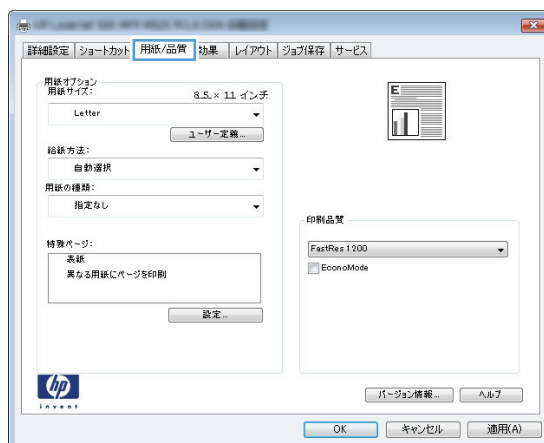 詳細設定 ショートカット 用紙/品質 効果 レイアウト ジョブ保存 サービス
用紙オプション
用紙サイズ: 8.5 × 11 インチ
Letter
ユーザー定義...
給紙方法:
自動選択
用紙の種類:
指定なし
特殊ページ:
表紙
異なる用紙にページを印刷
設定...
E
印刷品質
FastRes 1200
EconoMode
hp
invent
バージョン情報... ヘルプ
OK キャンセル 適用(A)